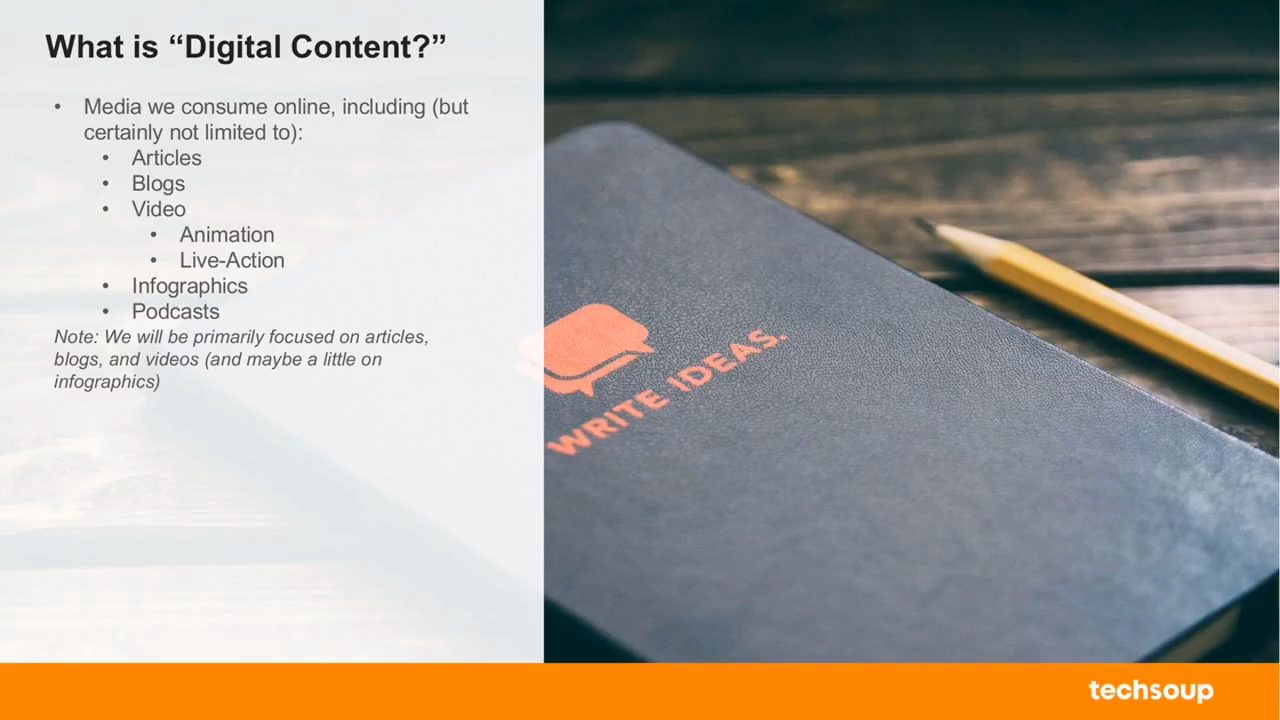 What is “Digital Content?”
• Media we consume online, including (but
certainly not limited to):
• Articles
• Blogs
• Video
• Animation
• Live-Action
• Infographics
• Podcasts
Note: We will be primarily focused on articles,
blogs, and videos (and maybe a little on
infographics)
WRITE IDEAS.
techsoup